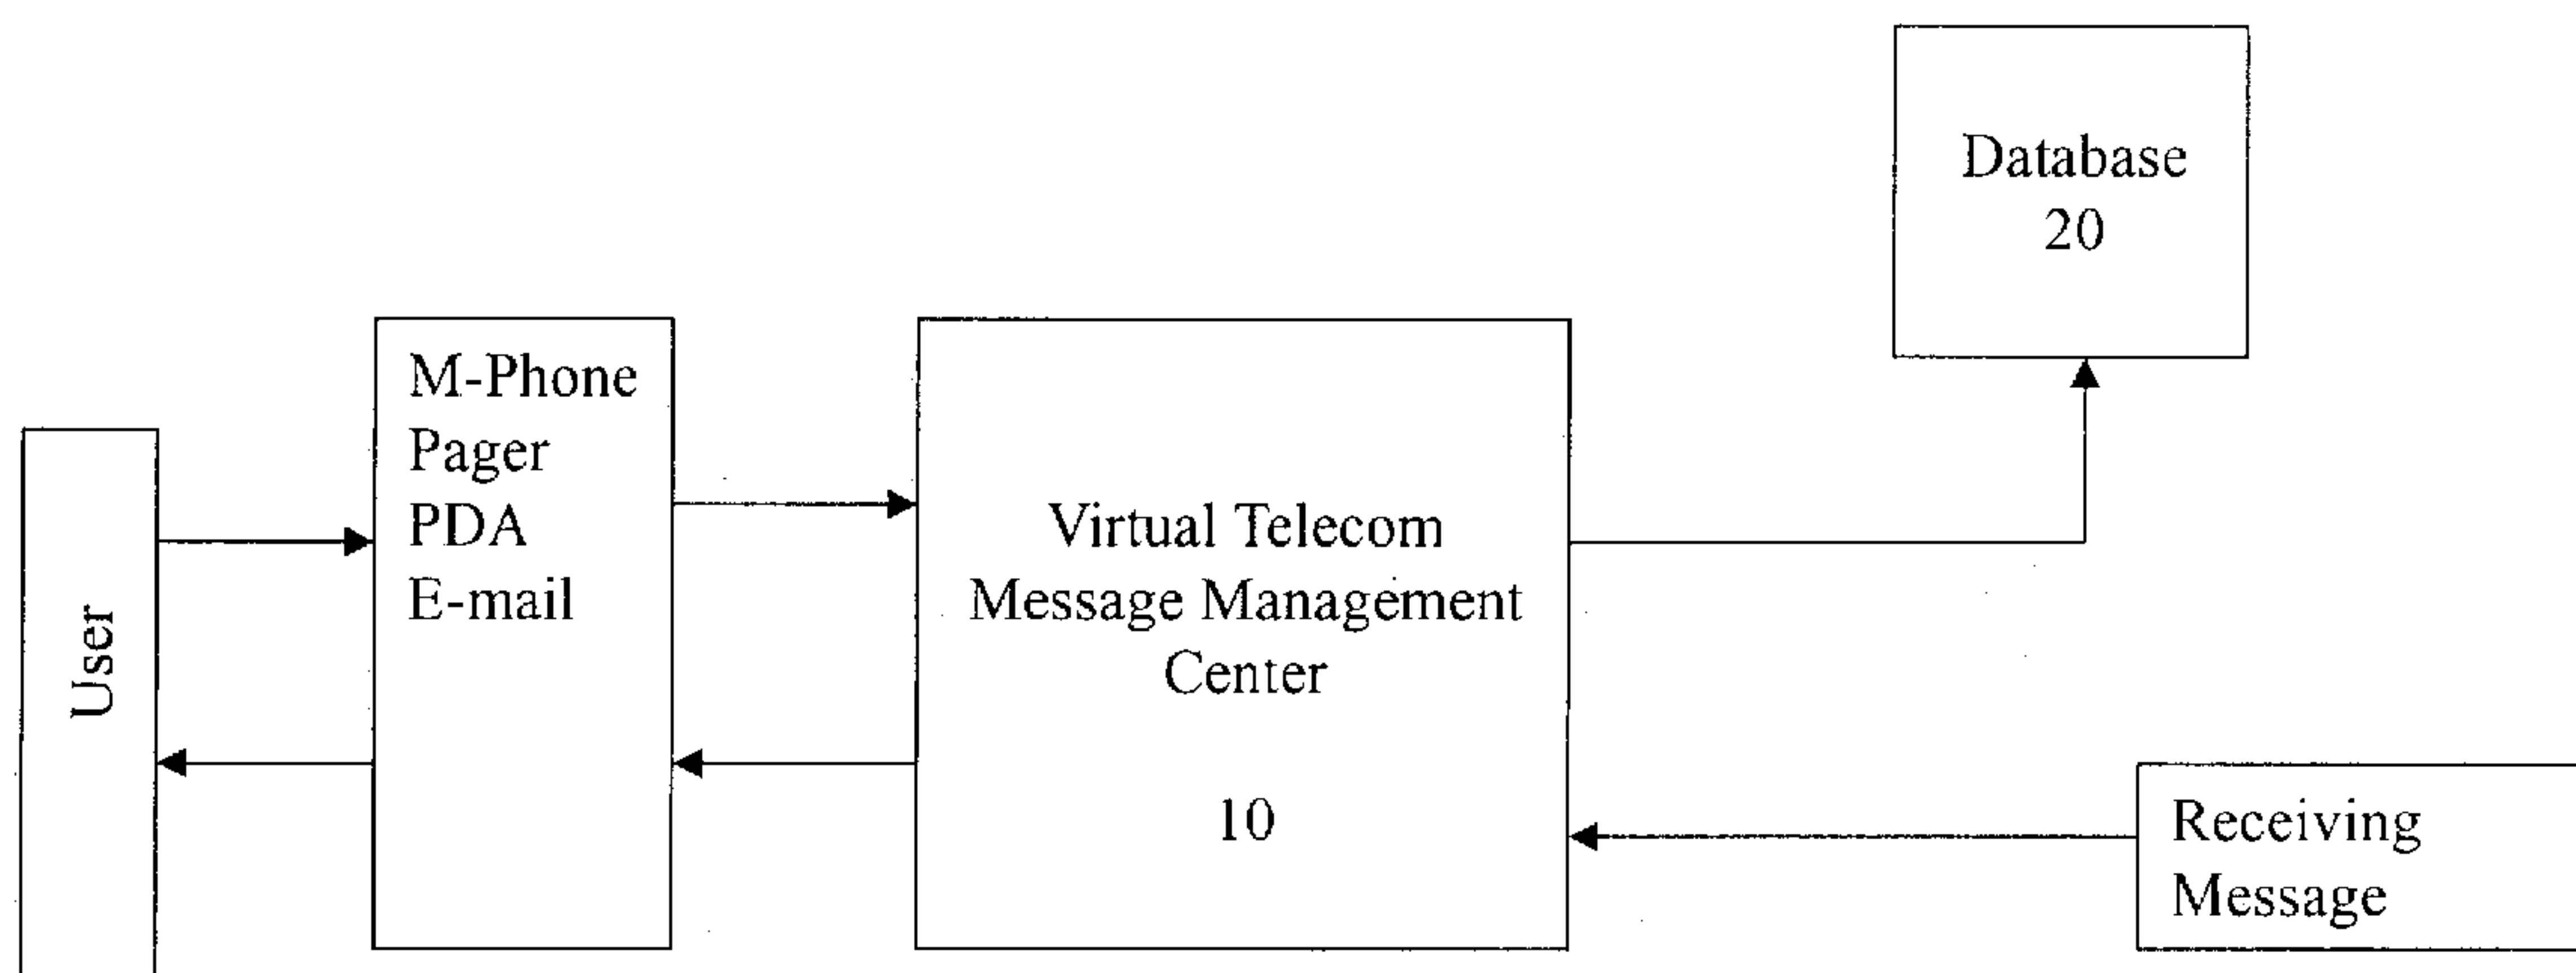 Database
20
M-Phone
Pager
PDA
E-mail
User
Virtual Telecom
Message Management
Center
10
Receiving
Message